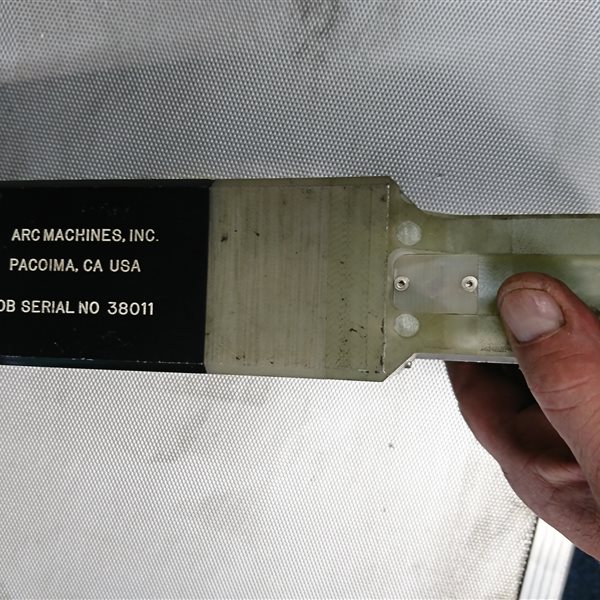 ARC MACHINES, INC.
PACOIMA, CA USA
SERIAL NO 38011